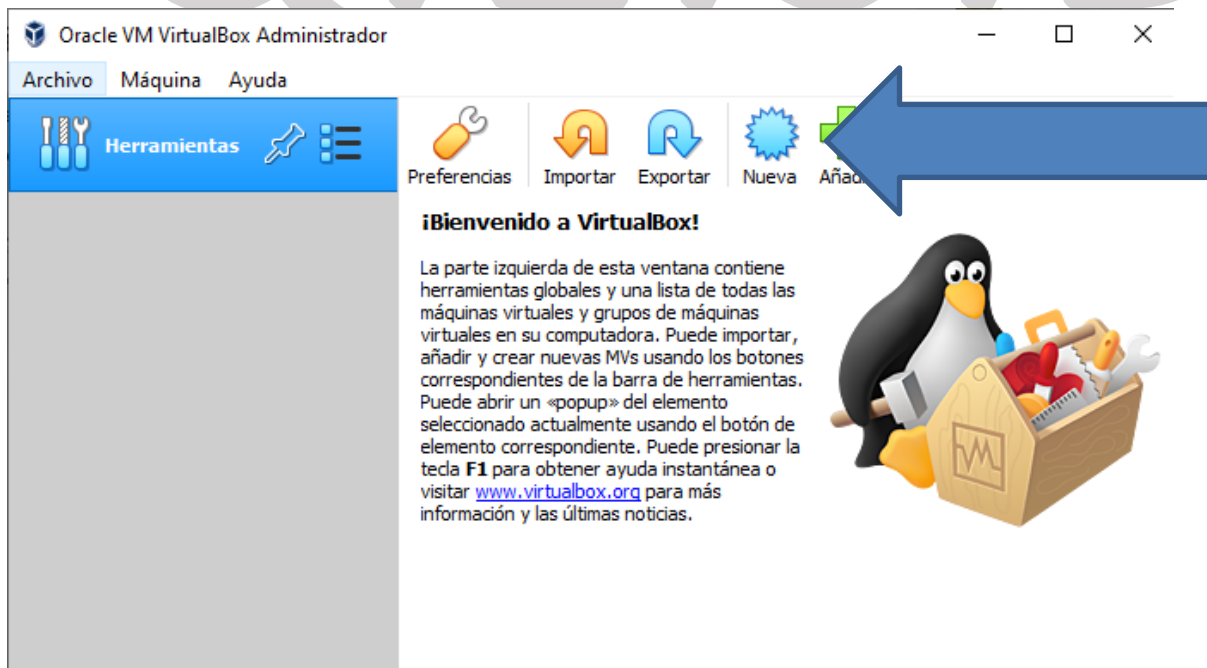 Oracle VM VirtualBox Administrador
Archivo Máquina Ayuda
Herramientas
Preferencias Importar Exportar Nueva
¡Bienvenido a VirtualBox!
La parte izquierda de esta ventana contiene
herramientas globales y una lista de todas las
máquinas virtuales y grupos de máquinas
virtuales en su computadora. Puede importar,
añadir y crear nuevas MVs usando los botones
correspondientes de la barra de herramientas.
Puede abrir un «popup» del elemento
seleccionado actualmente usando el botón de
elemento correspondiente. Puede presionar la
tecla F1 para obtener ayuda instantánea o
visitar www.virtualbox.org para más
información y las últimas noticias.